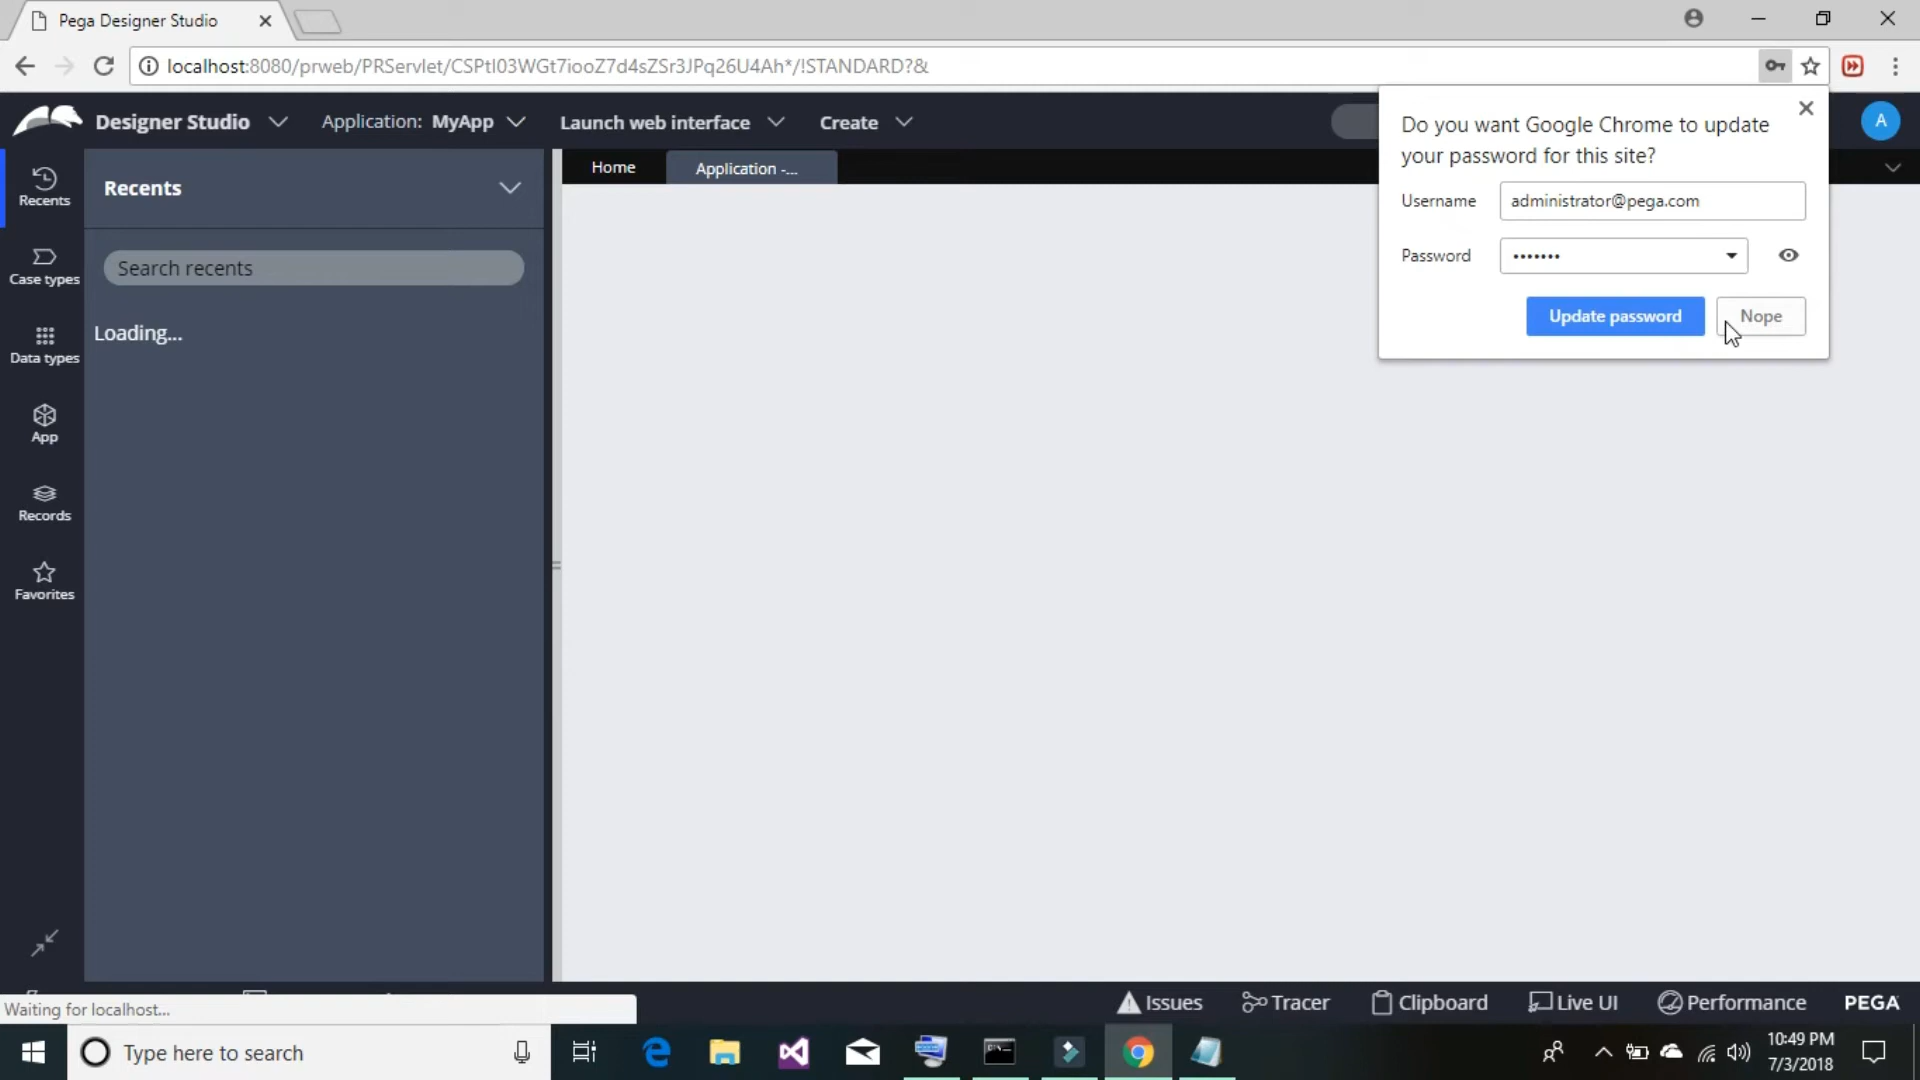 Pega Designer Studio
localhost:8080/prweb/PRServlet/CSPtI03WGt7iooZ7d4sZSr3JPq26U4Ah*/!STANDARD?&
Designer Studio
Application: MyApp
Launch web interface
Create
A
Do you want Google Chrome to update
your password for this site?
Username
administrator@pega.com
Password
•••••••
Update password
Nope
Home
Application -...
Recents
Case types
Data types
App
Records
Favorites
Recents
Search recents
Loading...
Waiting for localhost...
Issues
Tracer
Clipboard
Live UI
Performance
PEGA
Type here to search
10:49 PM
7/3/2018